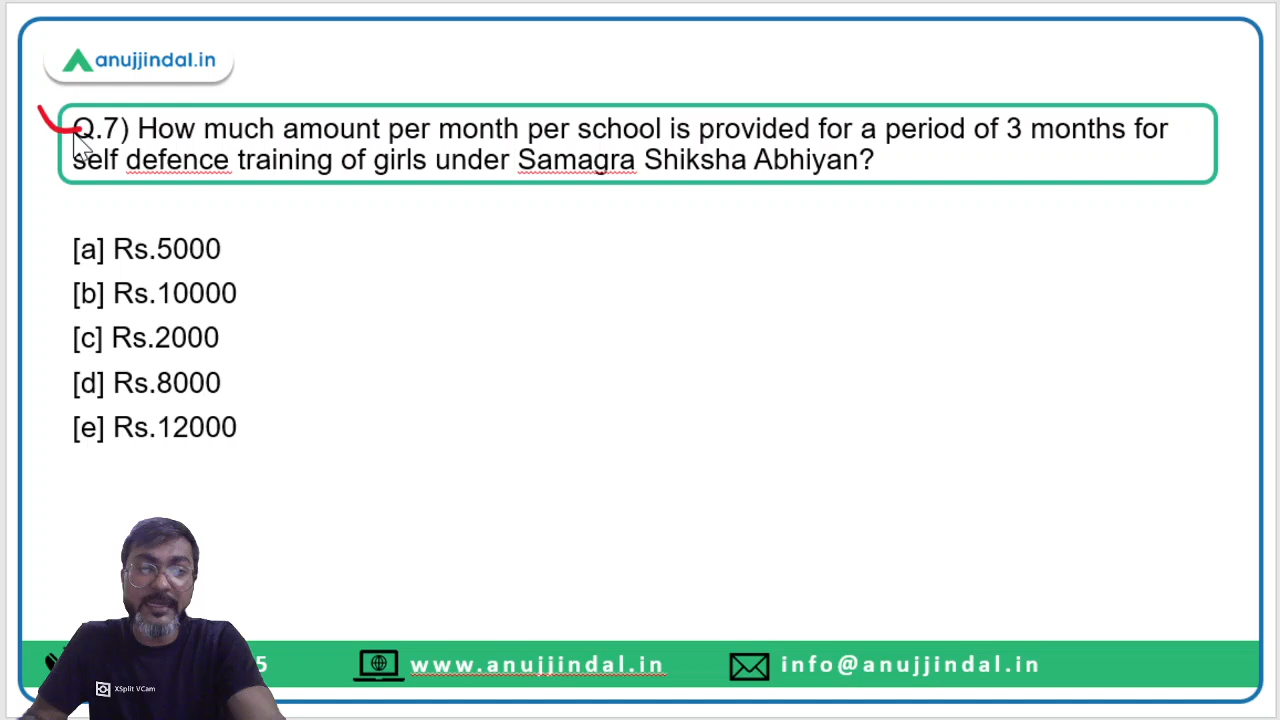 anujjindal.in
Q.7) How much amount per month per school is provided for a period of 3 months for
self defence training of girls under Samagra Shiksha Abhiyan?
[a] Rs.5000
[b] Rs.10000
[c] Rs.2000
[d] Rs.8000
[e] Rs.12000
5 www.anujjindal.in info@anujjindal.in
XSplit VCam